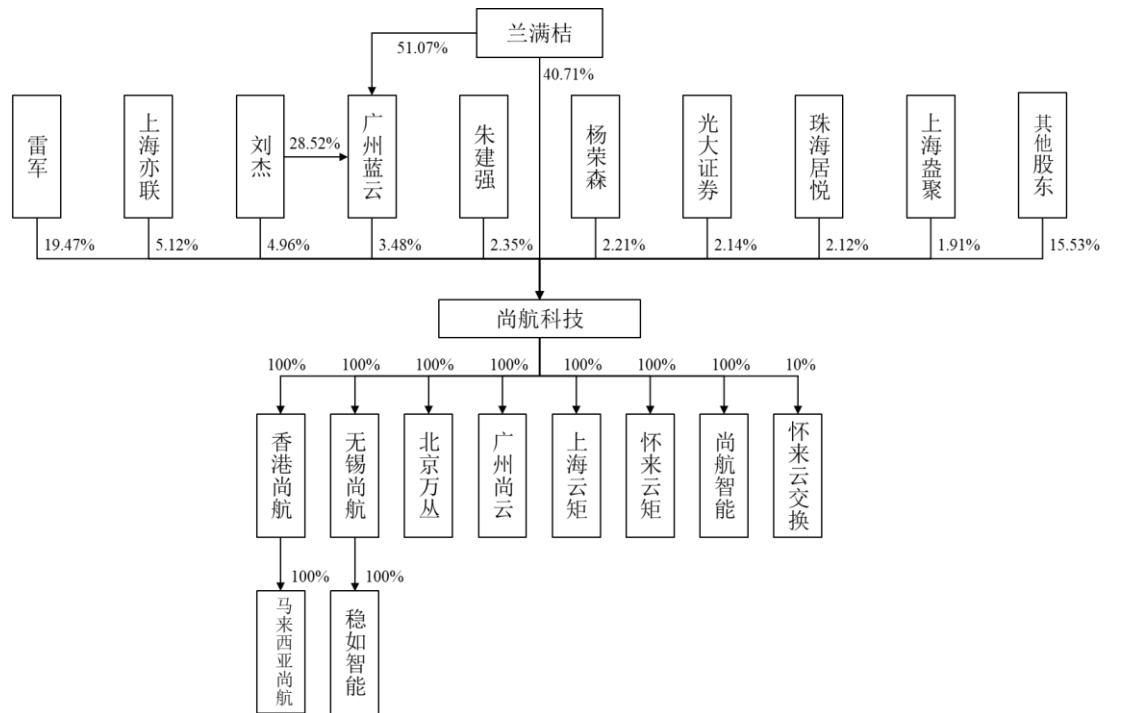 兰满桔
51.07%
40.71%
雷军
上海亦联
刘杰
28.52%
广州蓝云
朱建强
杨荣森
光大证券
珠海居悦
上海盎聚
其他股东
19.47%
5.12%
4.96%
3.48%
2.35%
2.21%
2.14%
2.12%
1.91%
15.53%
尚航科技
100%
100%
100%
100%
100%
100%
100%
10%
香港尚航
无锡尚航
北京万丛
广州尚云
上海云矩
怀来云矩
尚航智能
怀来云交换
100%
100%
马来西亚尚航
稳如智能